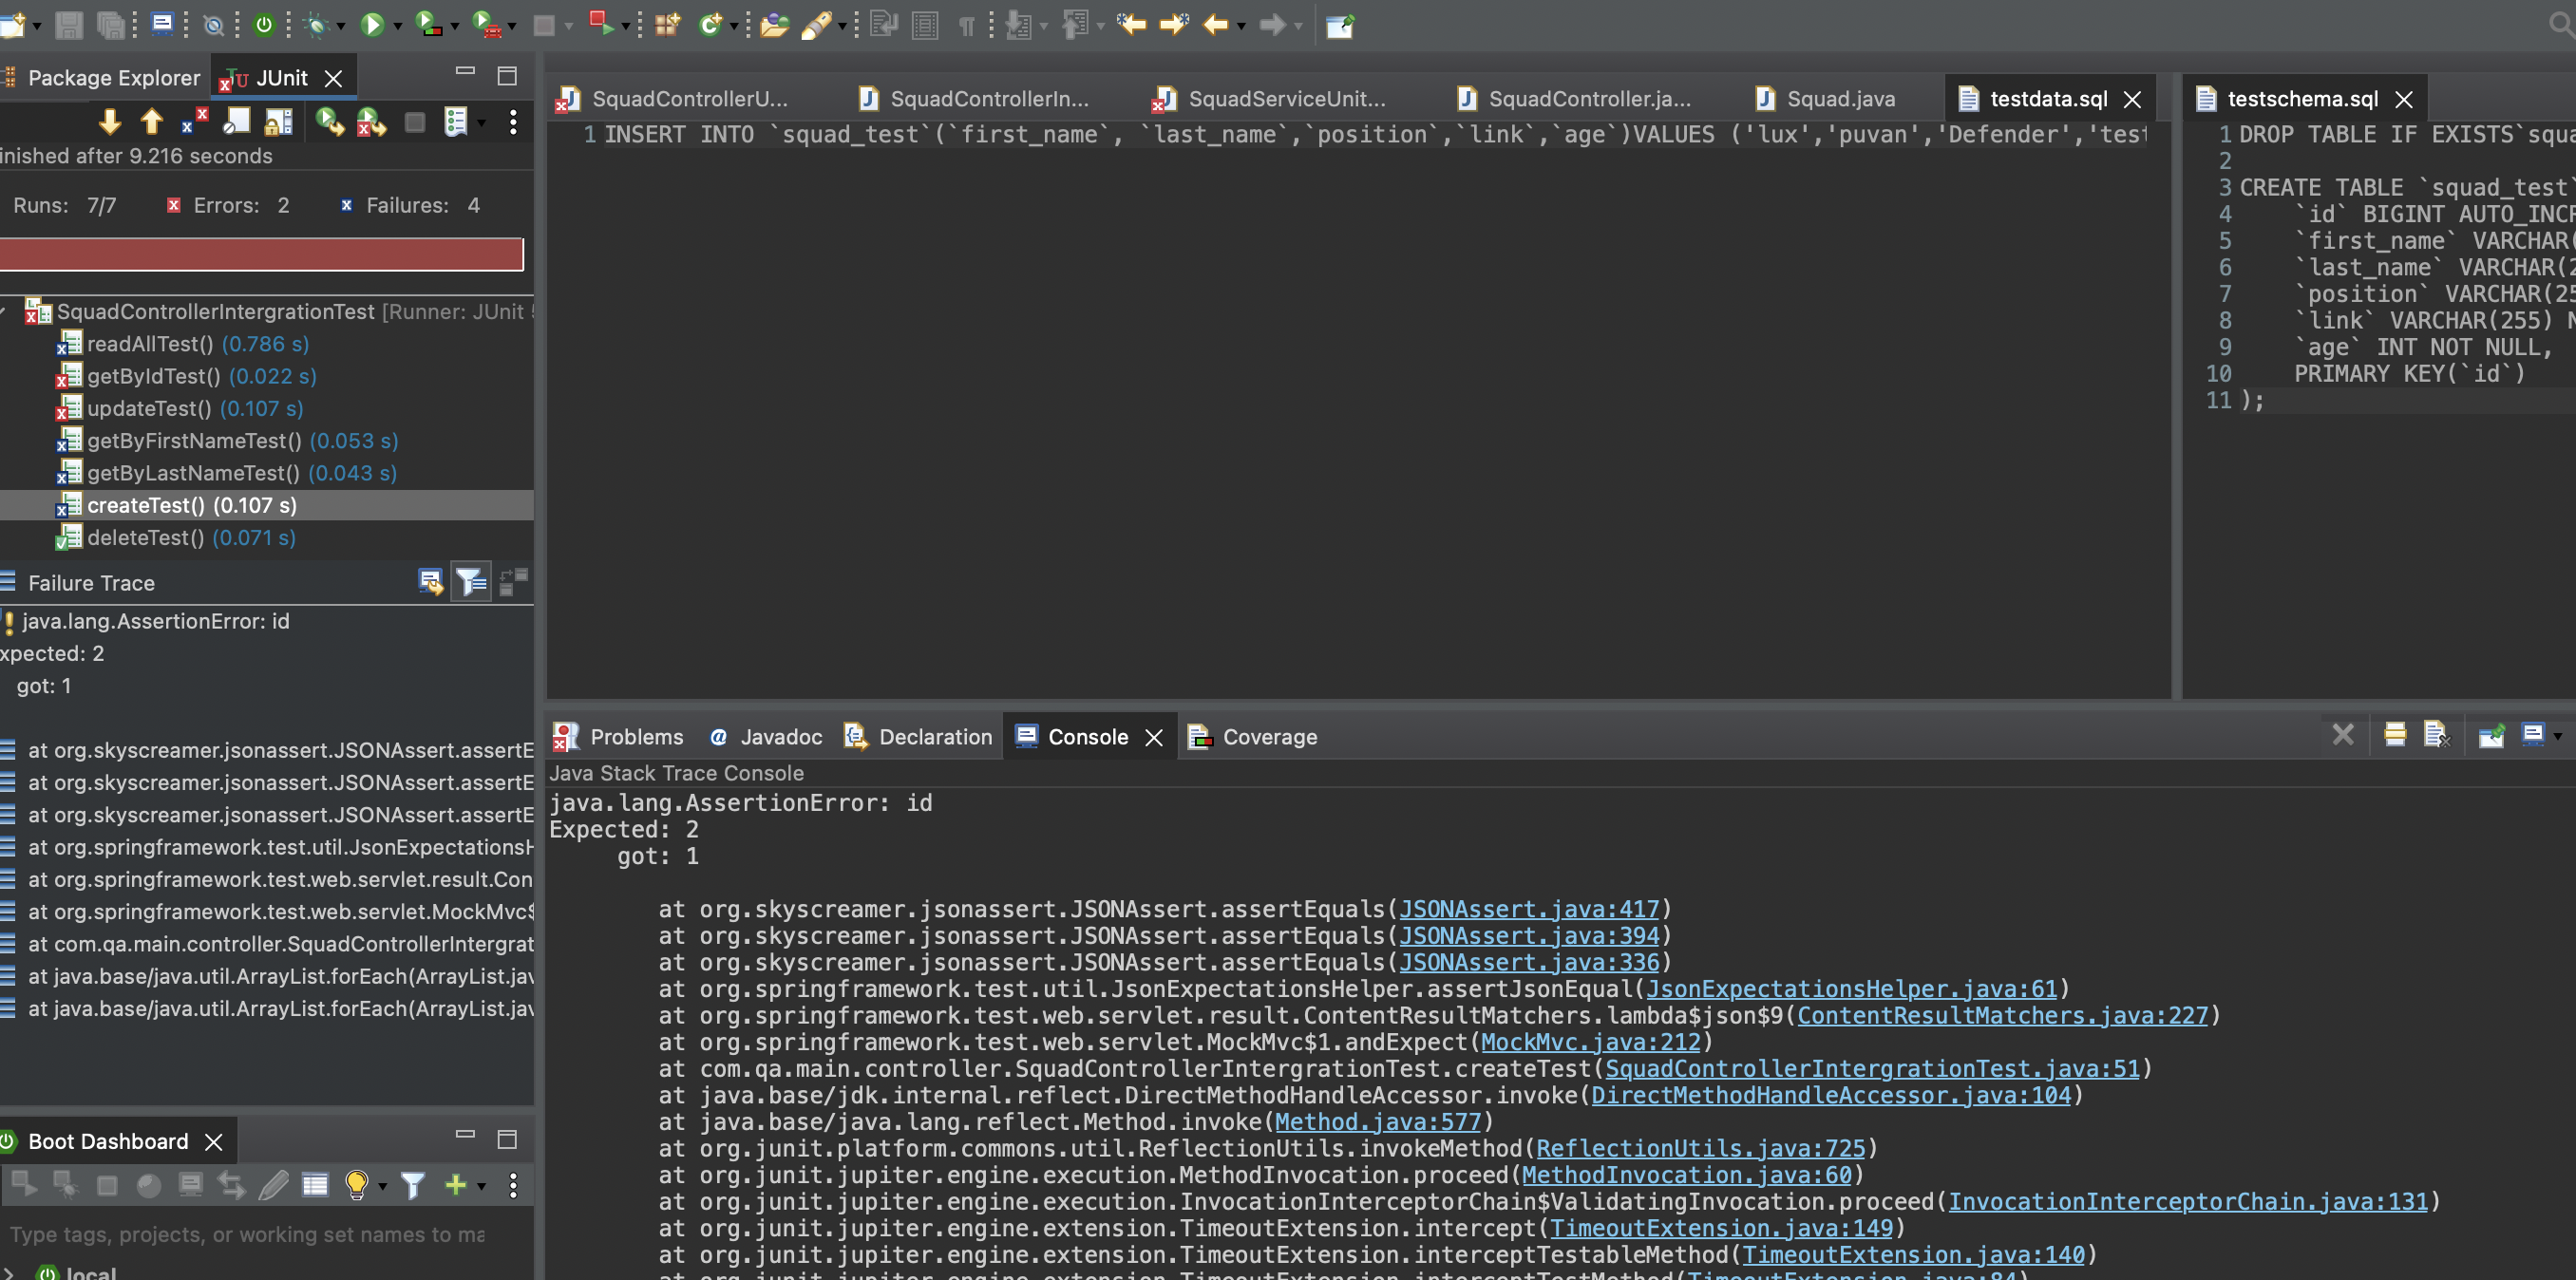 Package Explorer
JUnit
inished after 9.216 seconds
Runs: 7/7
Errors: 2
Failures: 4
SquadControllerIntergrationTest [Runner: JUnit
readAllTest() (0.786 s)
getByIdTest() (0.022 s)
updateTest() (0.107 s)
getByFirstNameTest() (0.053 s)
getByLastNameTest() (0.043 s)
createTest() (0.107 s)
deleteTest() (0.071 s)
Failure Trace
java.lang.AssertionError: id
xpected: 2
got: 1
at org.skyscreamer.jsonassert.JSONAssert.assertE
at org.skyscreamer.jsonassert.JSONAssert.assertE
at org.skyscreamer.jsonassert.JSONAssert.assertE
at org.springframework.test.util.JsonExpectationsH
at org.springframework.test.web.servlet.result.Con
at org.springframework.test.web.servlet.MockMvc$
at com.qa.main.controller.SquadControllerIntergrat
at java.base/java.util.ArrayList.forEach(ArrayList.jav
at java.base/java.util.ArrayList.forEach(ArrayList.jav
Boot Dashboard
Type tags, projects, or working set names to ma
local
SquadControllerU...
SquadControllerIn...
SquadServiceUnit...
SquadController.ja...
Squad.java
testdata.sql
1 INSERT INTO `squad_test`(`first_name`, `last_name`,`position`,`link`,`age`)VALUES ('lux','puvan','Defender','test
testschema.sql
1 DROP TABLE IF EXISTS`squa
2
3 CREATE TABLE `squad_test`
4 `id` BIGINT AUTO_INCR
5 `first_name` VARCHAR(
6 `last_name` VARCHAR(2
7 `position` VARCHAR(25
8 `link` VARCHAR(255) N
9 `age` INT NOT NULL,
10 PRIMARY KEY(`id`)
11 );
Problems
@ Javadoc
Declaration
Console
Coverage
Java Stack Trace Console
java.lang.AssertionError: id
Expected: 2
got: 1
at org.skyscreamer.jsonassert.JSONAssert.assertEquals(JSONAssert.java:417)
at org.skyscreamer.jsonassert.JSONAssert.assertEquals(JSONAssert.java:394)
at org.skyscreamer.jsonassert.JSONAssert.assertEquals(JSONAssert.java:336)
at org.springframework.test.util.JsonExpectationsHelper.assertJsonEqual(JsonExpectationsHelper.java:61)
at org.springframework.test.web.servlet.result.ContentResultMatchers.lambda$json$9(ContentResultMatchers.java:227)
at org.springframework.test.web.servlet.MockMvc$1.andExpect(MockMvc.java:212)
at com.qa.main.controller.SquadControllerIntergrationTest.createTest(SquadControllerIntergrationTest.java:51)
at java.base/jdk.internal.reflect.DirectMethodHandleAccessor.invoke(DirectMethodHandleAccessor.java:104)
at java.base/java.lang.reflect.Method.invoke(Method.java:577)
at org.junit.platform.commons.util.ReflectionUtils.invokeMethod(ReflectionUtils.java:725)
at org.junit.jupiter.engine.execution.MethodInvocation.proceed(MethodInvocation.java:60)
at org.junit.jupiter.engine.execution.InvocationInterceptorChain$ValidatingInvocation.proceed(InvocationInterceptorChain.java:131)
at org.junit.jupiter.engine.extension.TimeoutExtension.intercept(TimeoutExtension.java:149)
at org.junit.jupiter.engine.extension.TimeoutExtension.interceptTestableMethod(TimeoutExtension.java:140)
at org.junit.jupiter.engine.extension.TimeoutExtension.interceptTestMethod(TimeoutExtension.java:84)